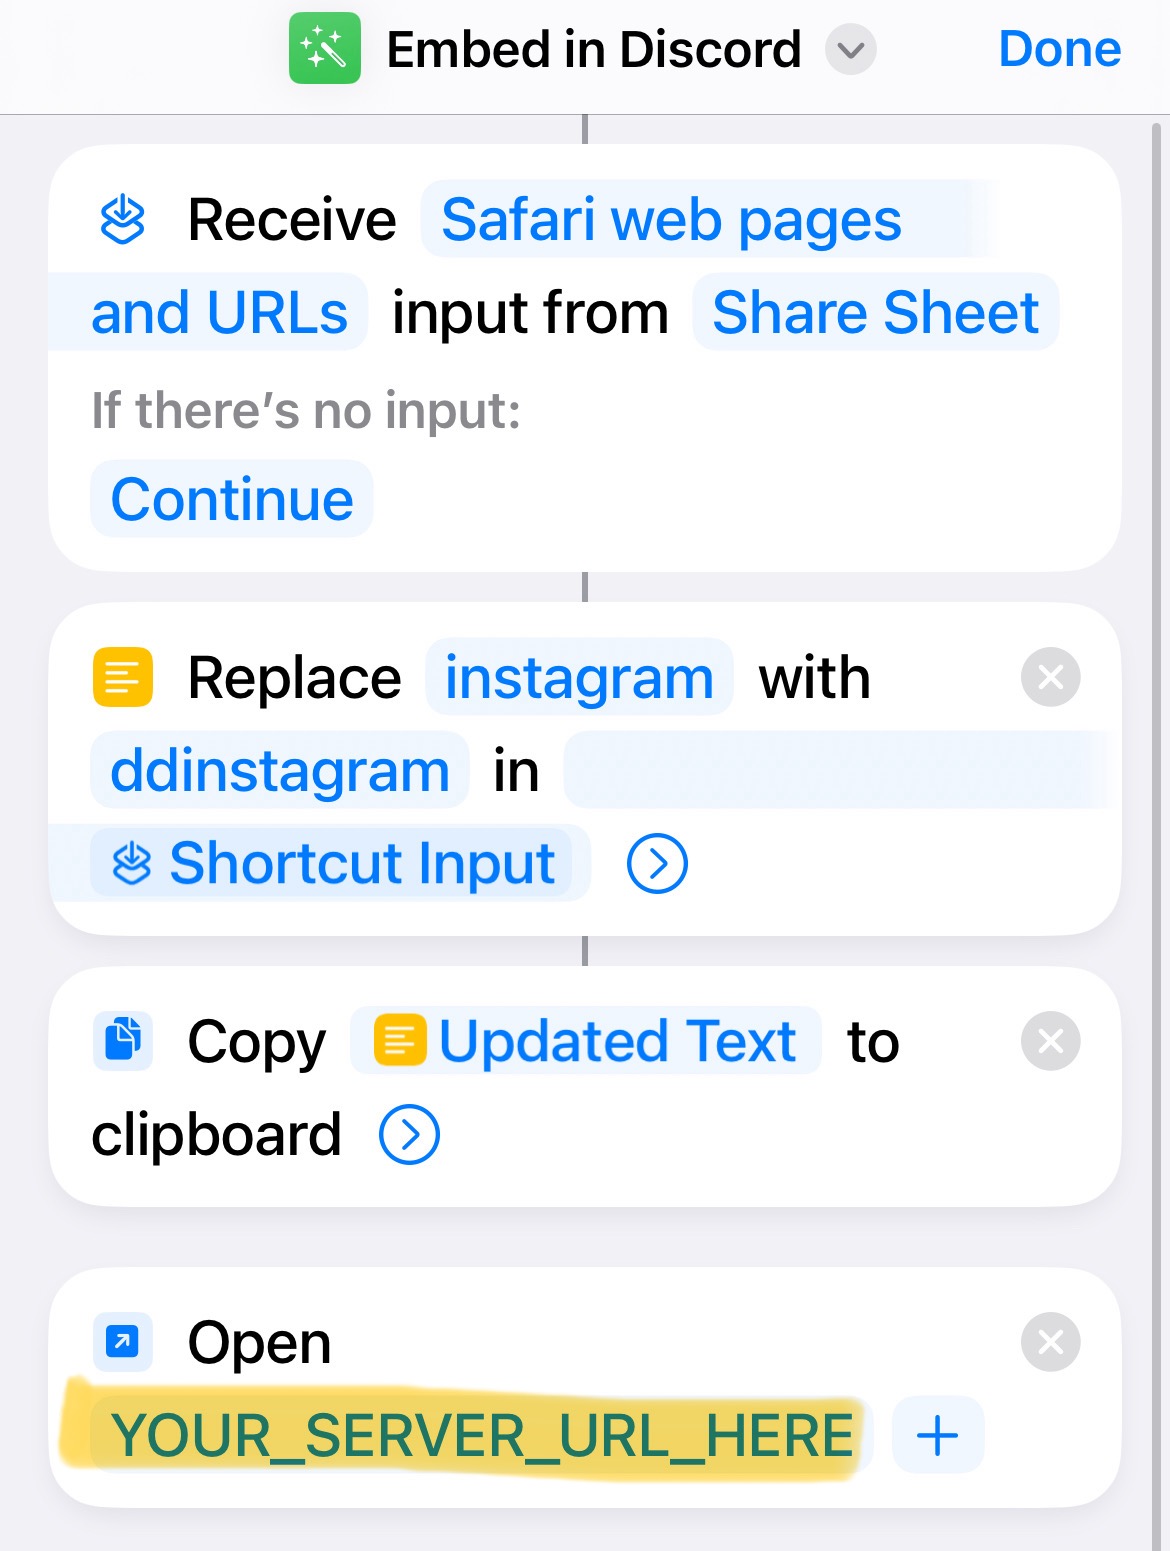 Embed in Discord
Done
Receive Safari web pages
and URLs input from Share Sheet
If there’s no input:
Continue
Replace instagram with
ddinstagram in
Shortcut Input
Copy Updated Text to
clipboard
Open
YOUR_SERVER_URL_HERE